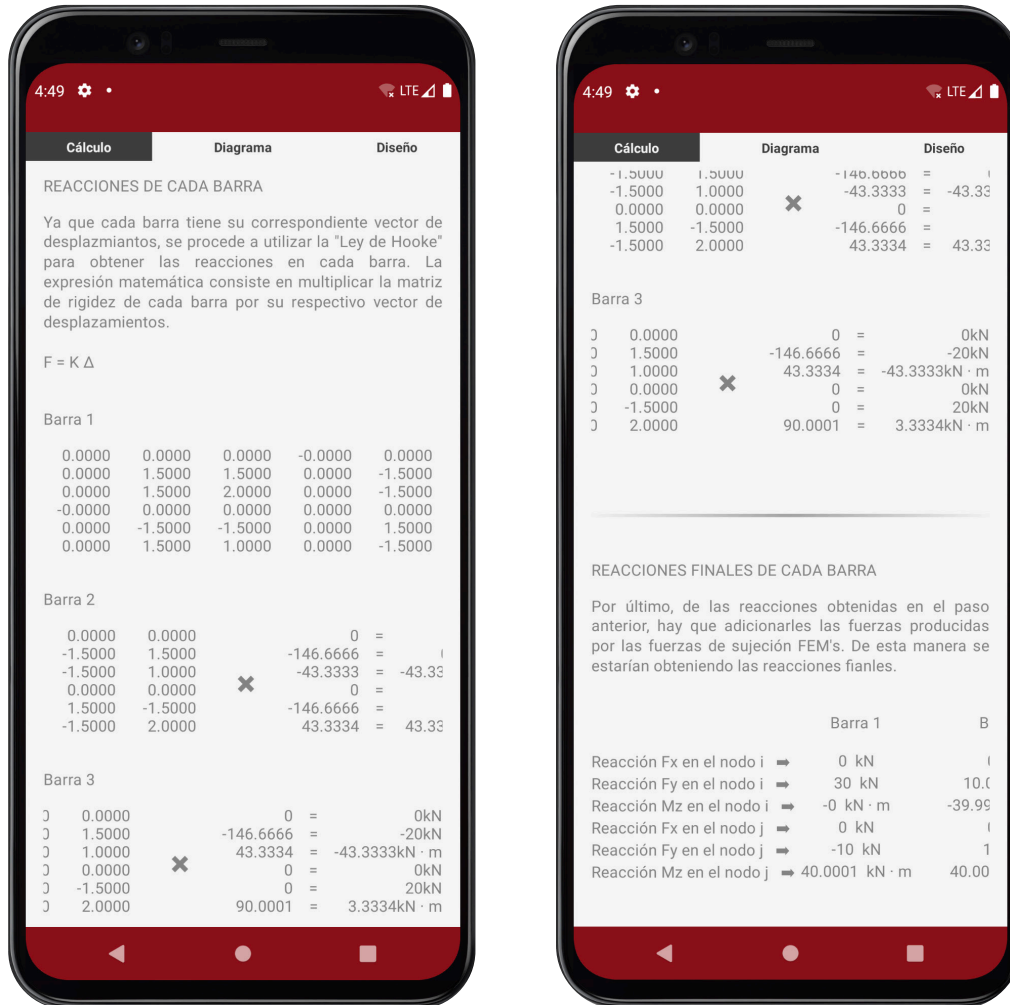 4:49
LTE
Cálculo Diagrama Diseño
REACCIONES DE CADA BARRA
Ya que cada barra tiene su correspondiente vector de
desplazmiantos, se procede a utilizar la "Ley de Hooke"
para obtener las reacciones en cada barra. La
expresión matemática consiste en multiplicar la matriz
de rigidez de cada barra por su respectivo vector de
desplazamientos.
F = K Δ
Barra 1
0.0000 0.0000 0.0000 -0.0000 0.0000
0.0000 1.5000 1.5000 0.0000 -1.5000
0.0000 1.5000 2.0000 0.0000 -1.5000
-0.0000 0.0000 0.0000 0.0000 0.0000
0.0000 -1.5000 -1.5000 0.0000 1.5000
0.0000 1.5000 1.0000 0.0000 -1.5000
Barra 2
0.0000 0.0000 0 =
-1.5000 1.5000 -146.6666 =
-1.5000 1.0000 -43.3333 = -43.33
0.0000 0.0000 0 =
1.5000 -1.5000 -146.6666 =
-1.5000 2.0000 43.3334 = 43.33
Barra 3
0.0000 0 = 0kN
1.5000 -146.6666 = -20kN
1.0000 43.3334 = -43.3333kN · m
0.0000 0 = 0kN
-1.5000 0 = 20kN
2.0000 90.0001 = 3.3334kN · m
4:49
LTE
Cálculo Diagrama Diseño
-1.5000 1.5000 -146.6666 =
-1.5000 1.0000 -43.3333 = -43.33
0.0000 0.0000 0 =
1.5000 -1.5000 -146.6666 =
-1.5000 2.0000 43.3334 = 43.33
Barra 3
0.0000 0 = 0kN
1.5000 -146.6666 = -20kN
1.0000 43.3334 = -43.3333kN · m
0.0000 0 = 0kN
-1.5000 0 = 20kN
2.0000 90.0001 = 3.3334kN · m
REACCIONES FINALES DE CADA BARRA
Por último, de las reacciones obtenidas en el paso
anterior, hay que adicionarles las fuerzas producidas
por las fuerzas de sujeción FEM's. De esta manera se
estarían obteniendo las reacciones fianles.
Barra 1 B
Reacción Fx en el nodo i ➡ 0 kN
Reacción Fy en el nodo i ➡ 30 kN 10.0
Reacción Mz en el nodo i ➡ -0 kN · m -39.99
Reacción Fx en el nodo j ➡ 0 kN
Reacción Fy en el nodo j ➡ -10 kN 1
Reacción Mz en el nodo j ➡ 40.0001 kN · m 40.00